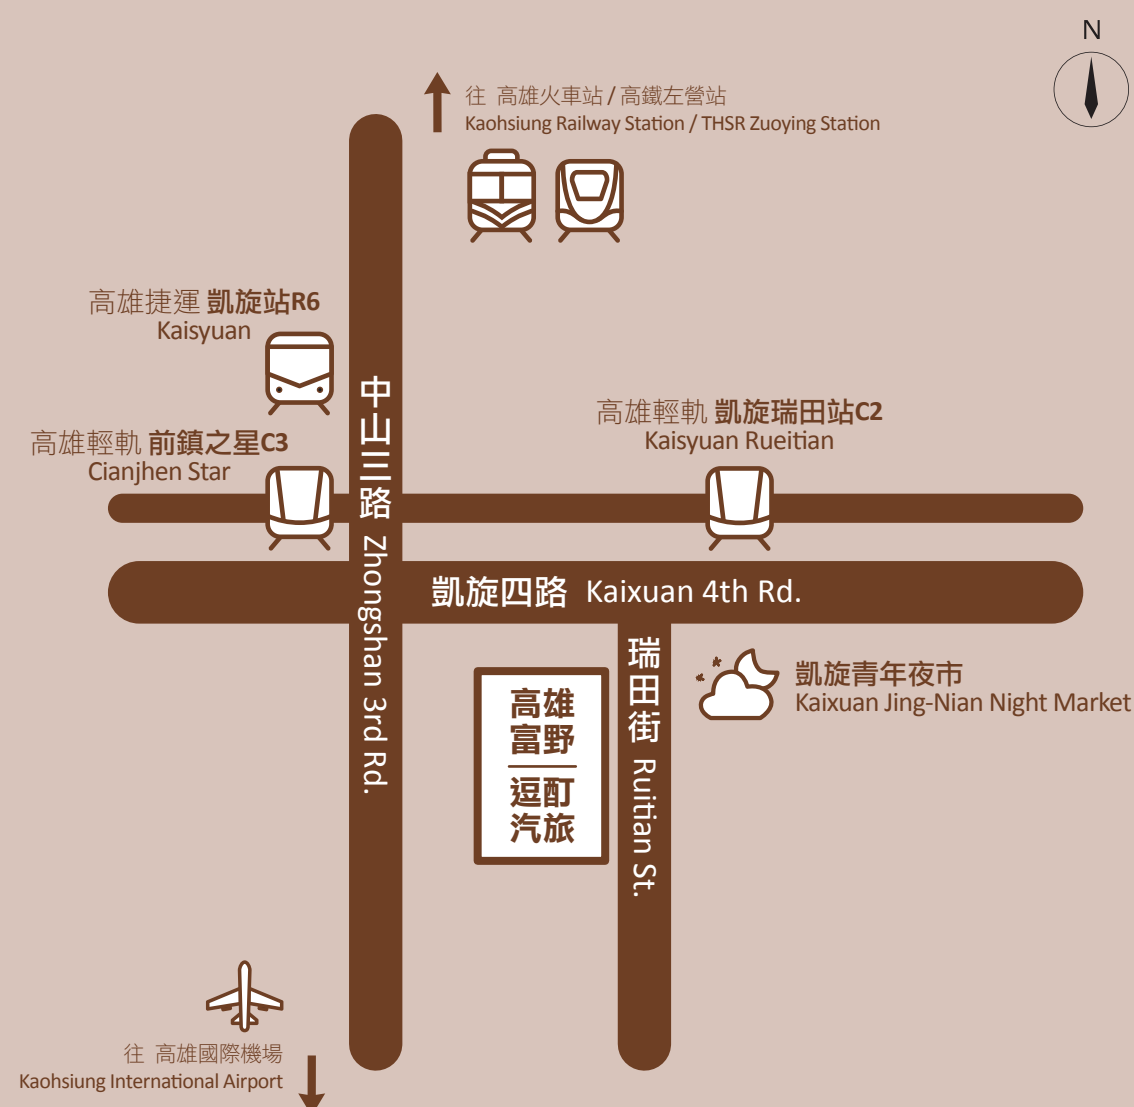 N
往 高雄火車站 / 高鐵左營站
Kaohsiung Railway Station / THSR Zuoying Station
高雄捷運 凱旋站R6
Kaisyuan
高雄輕軌 前鎮之星C3
Cianjhen Star
高雄輕軌 凱旋瑞田站C2
Kaisyuan Rueitian
中山三路 Zhongshan 3rd Rd.
凱旋四路 Kaixuan 4th Rd.
瑞田街 Ruitian St.
凱旋青年夜市
Kaixuan Jing-Nian Night Market
高雄
富野
逗酊
汽旅
往 高雄國際機場
Kaohsiung International Airport